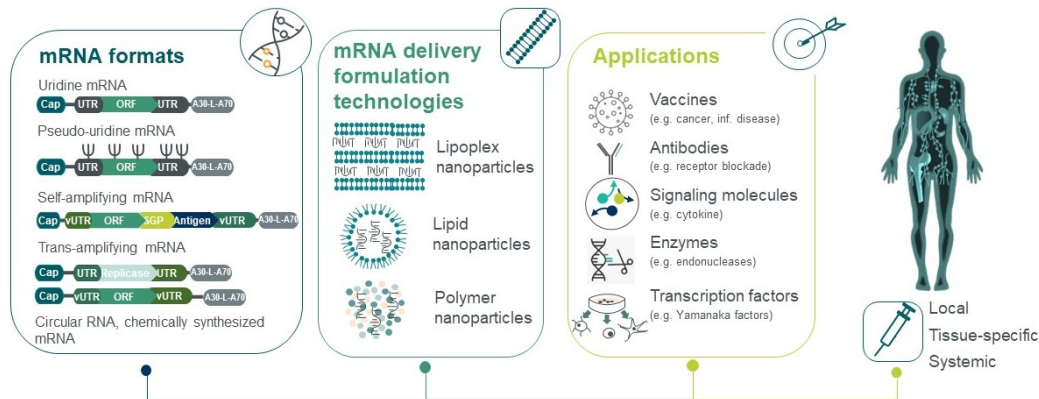 mRNA formats
Uridine mRNA
Cap UTR ORF UTR A30-L-A70
Pseudo-uridine mRNA
Ψ Ψ Ψ Ψ Ψ
Cap UTR ORF UTR A30-L-A70
Self-amplifying mRNA
Cap vUTR ORF SGP Antigen vUTR A30-L-A70
Trans-amplifying mRNA
Cap UTR Replicase UTR A30-L-A70
Cap vUTR ORF vUTR A30-L-A70
Circular RNA, chemically synthesized
mRNA
mRNA delivery
formulation
technologies
Lipoplex
nanoparticles
Lipid
nanoparticles
Polymer
nanoparticles
Applications
Vaccines
(e.g. cancer, inf. disease)
Antibodies
(e.g. receptor blockade)
Signaling molecules
(e.g. cytokine)
Enzymes
(e.g. endonucleases)
Transcription factors
(e.g. Yamanaka factors)
Local
Tissue-specific
Systemic